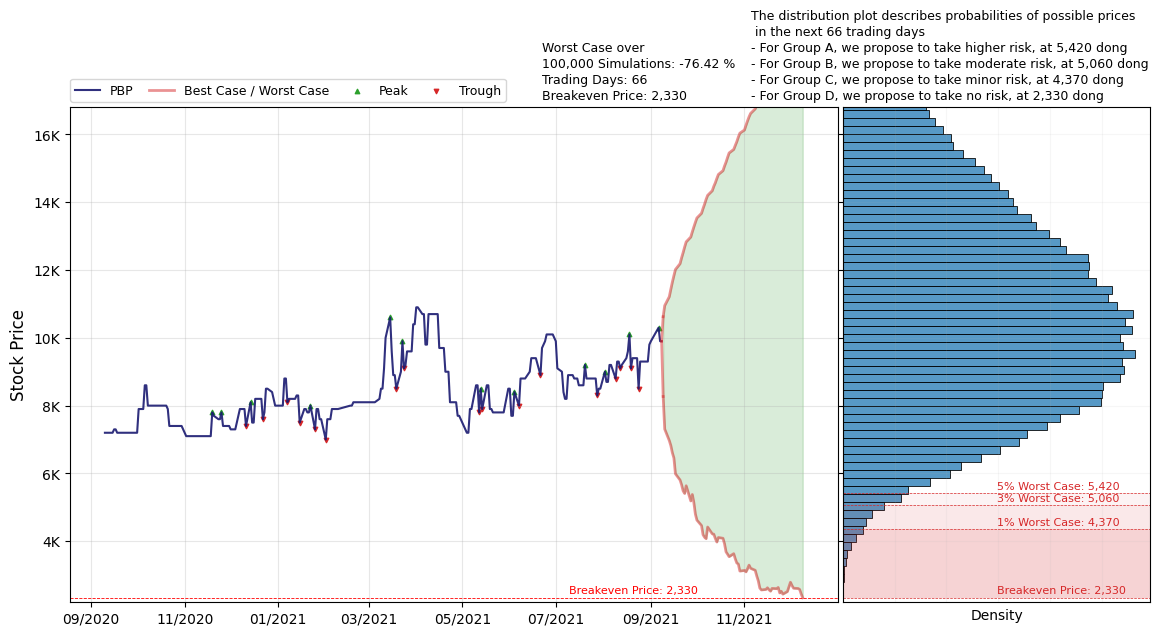 The distribution plot describes probabilities of possible prices
in the next 66 trading days
- For Group A, we propose to take higher risk, at 5,420 dong
- For Group B, we propose to take moderate risk, at 5,060 dong
- For Group C, we propose to take minor risk, at 4,370 dong
- For Group D, we propose to take no risk, at 2,330 dong
Worst Case over
100,000 Simulations: -76.42 %
Trading Days: 66
Breakeven Price: 2,330
PBP
Best Case / Worst Case
Peak
Trough
Stock Price
16K
14K
12K
10K
8K
6K
4K
09/2020
11/2020
01/2021
03/2021
05/2021
07/2021
09/2021
11/2021
Breakeven Price: 2,330
5% Worst Case: 5,420
3% Worst Case: 5,060
1% Worst Case: 4,370
Breakeven Price: 2,330
Density